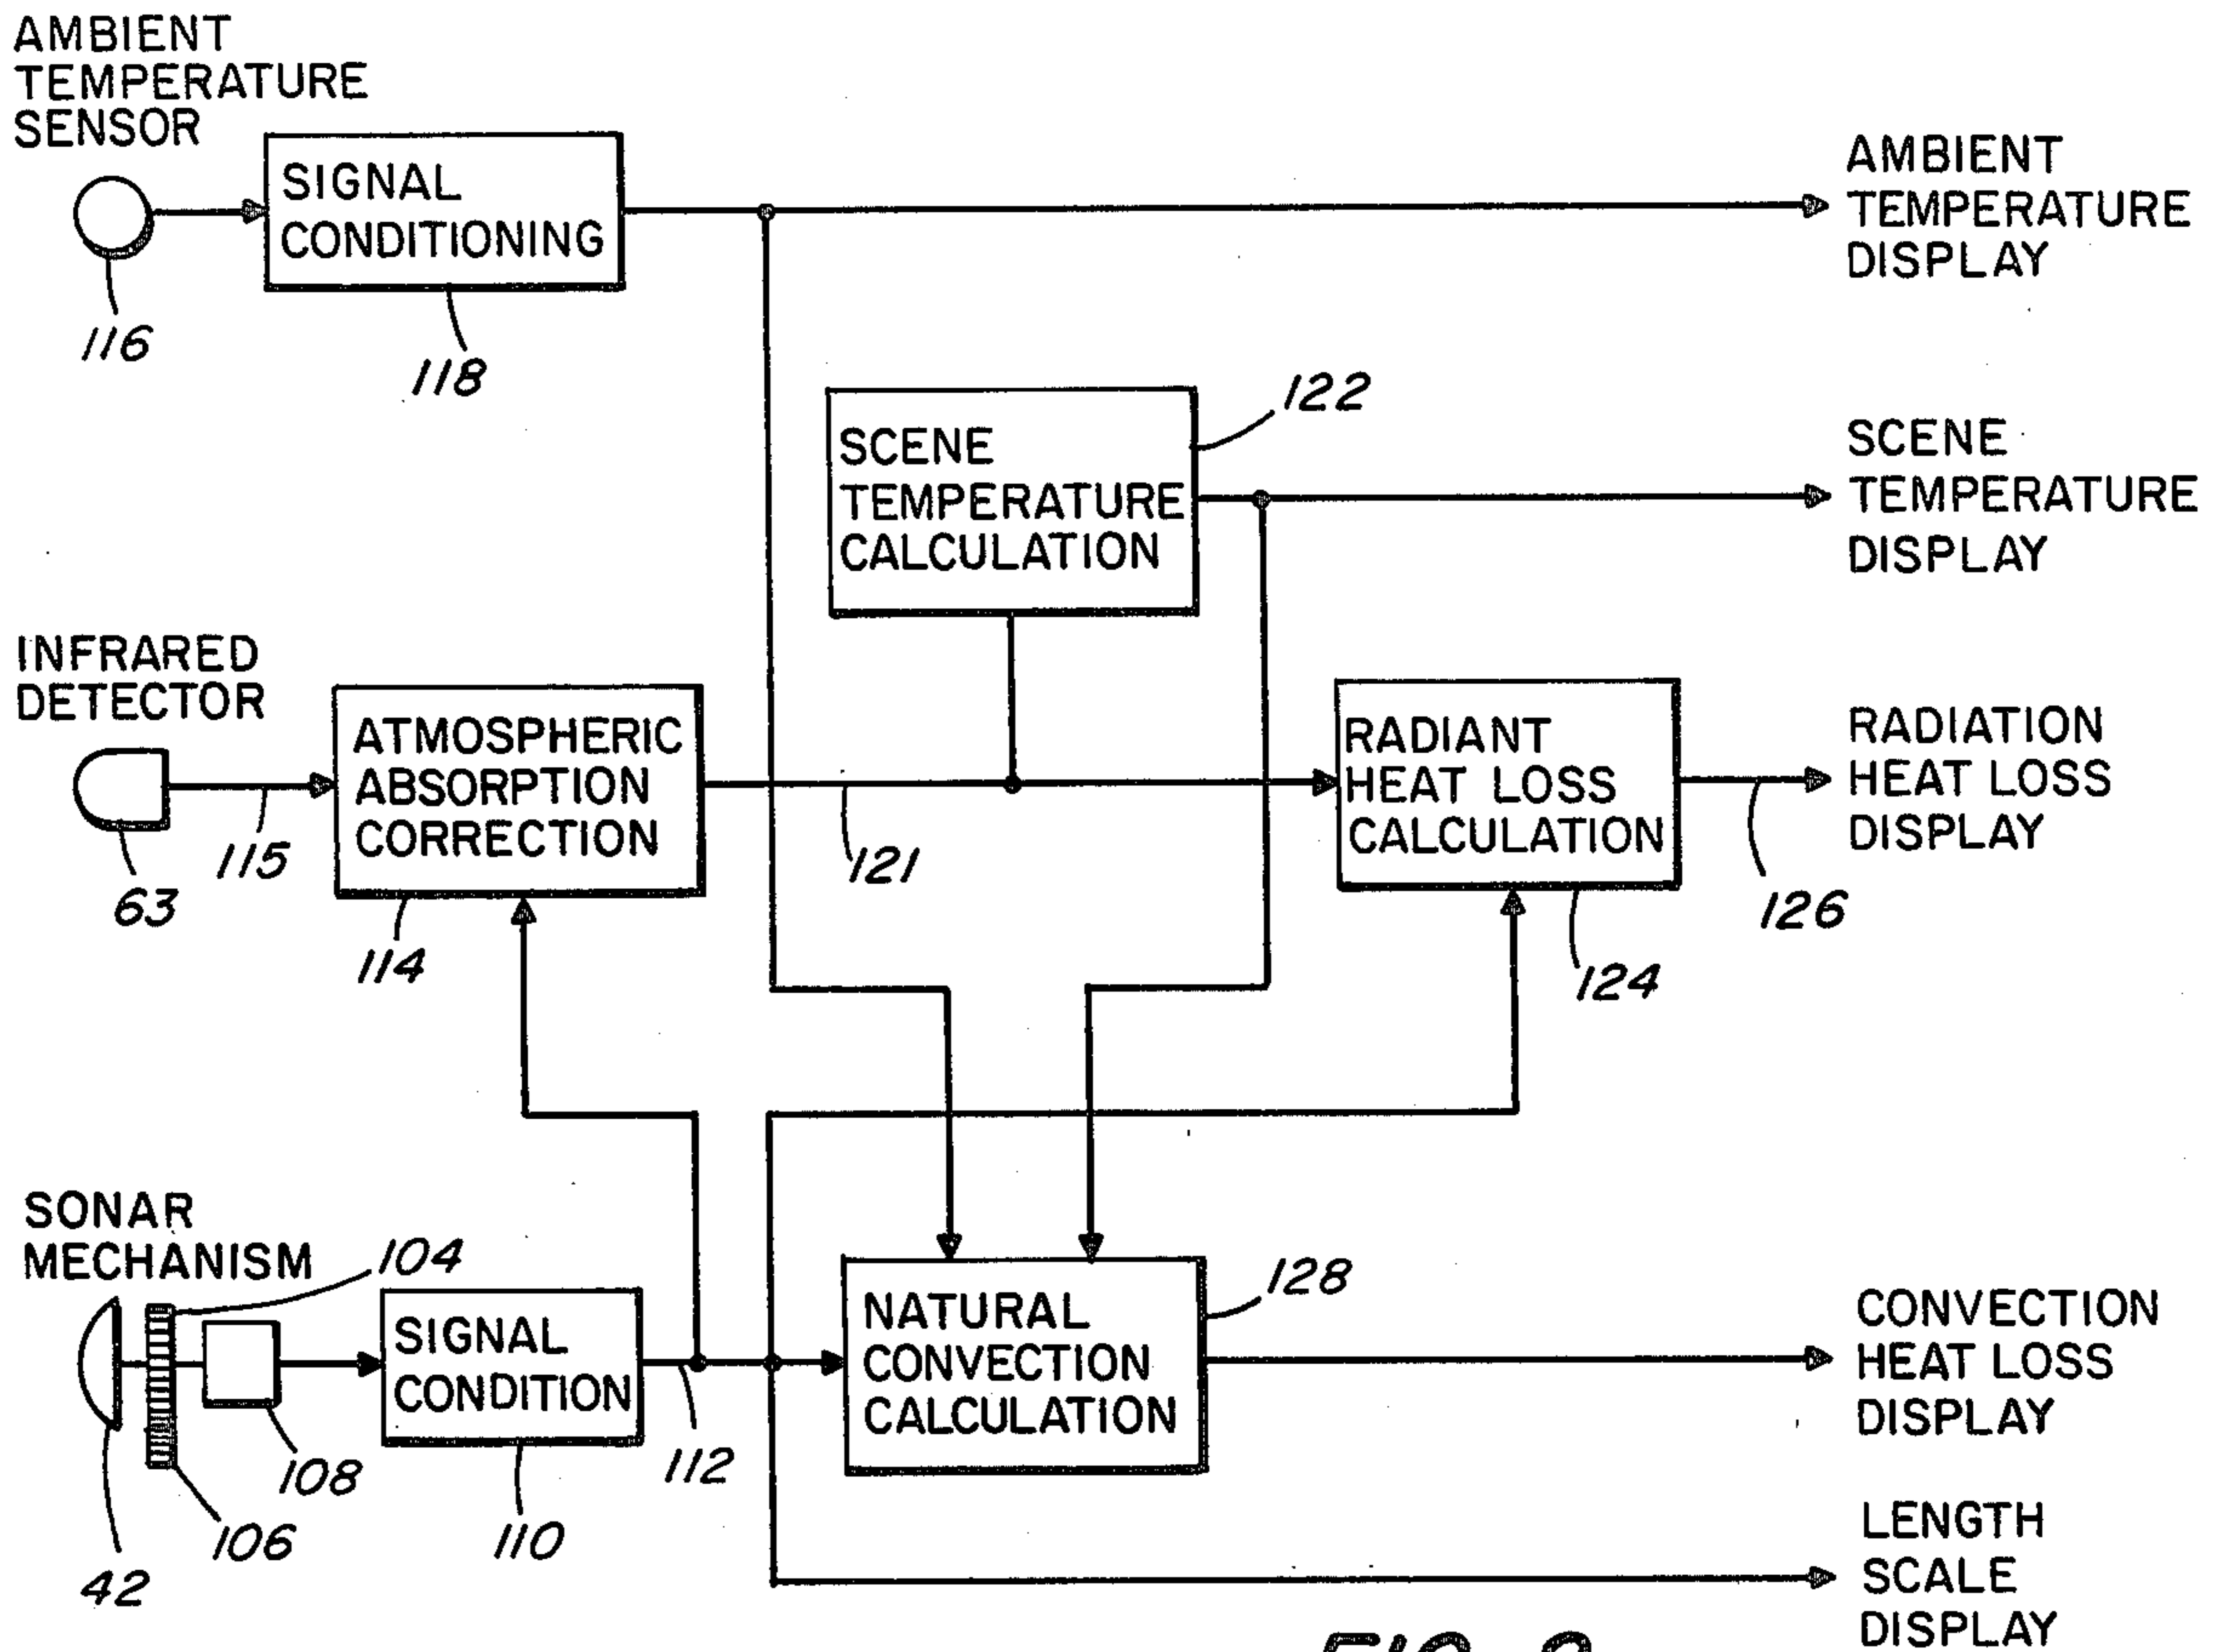 AMBIENT
TEMPERATURE
SENSOR
SIGNAL
CONDITIONING
116
118
AMBIENT
TEMPERATURE
DISPLAY
122
SCENE
TEMPERATURE
CALCULATION
SCENE
TEMPERATURE
DISPLAY
INFRARED
DETECTOR
63
115
ATMOSPHERIC
ABSORPTION
CORRECTION
114
121
RADIANT
HEAT LOSS
CALCULATION
124
126
RADIATION
HEAT LOSS
DISPLAY
SONAR
MECHANISM
104
42
106
108
SIGNAL
CONDITION
110
112
NATURAL
CONVECTION
CALCULATION
128
CONVECTION
HEAT LOSS
DISPLAY
LENGTH
SCALE
DISPLAY